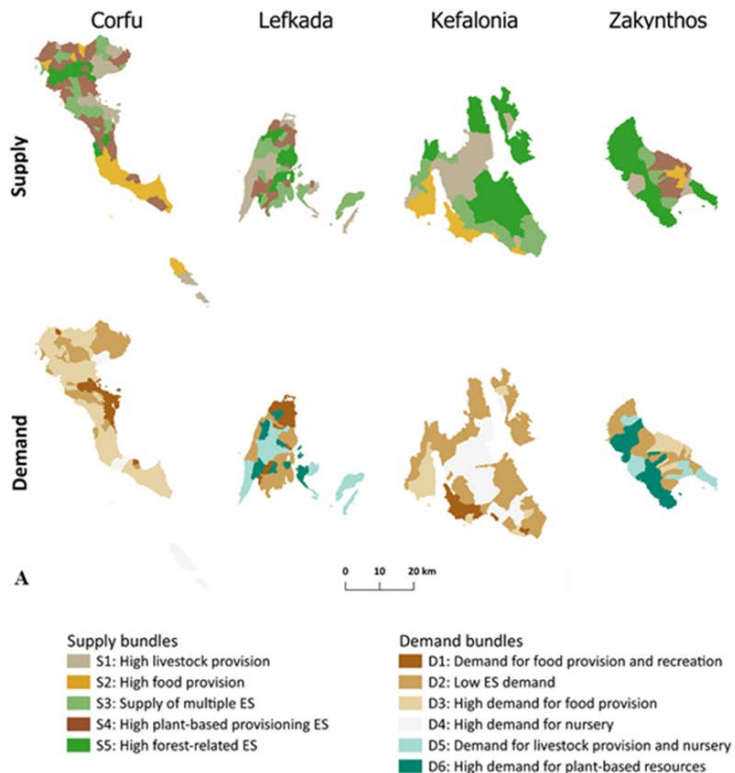 Corfu Lefkada Kefalonia Zakynthos
Supply
Demand
A
0 10 20 km
Supply bundles
S1: High livestock provision
S2: High food provision
S3: Supply of multiple ES
S4: High plant-based provisioning ES
S5: High forest-related ES
Demand bundles
D1: Demand for food provision and recreation
D2: Low ES demand
D3: High demand for food provision
D4: High demand for nursery
D5: Demand for livestock provision and nursery
D6: High demand for plant-based resources